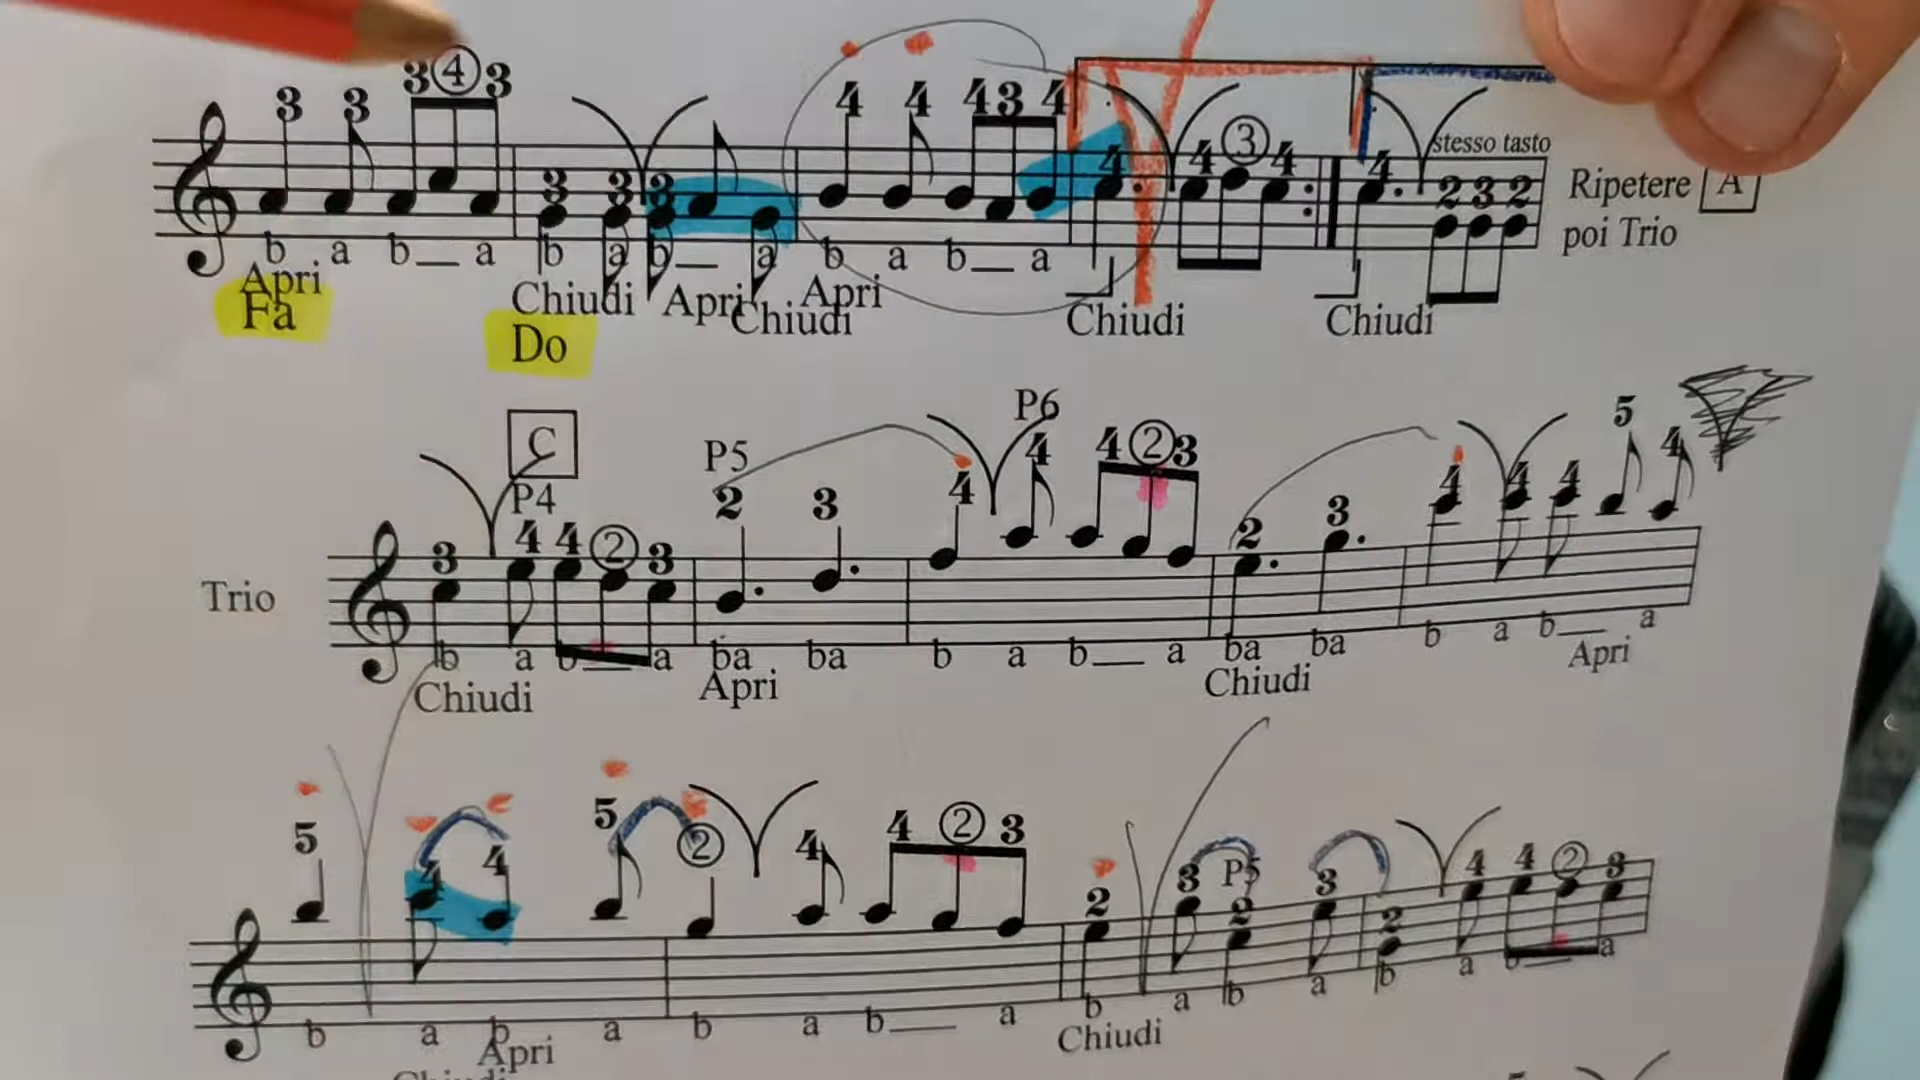 3 3 3 4 3 4 4 4 3 4
3 3 3 4 4 3 4 4 stesso tasto
2 3 2
Ripetere A
poi Trio
b a b a b a b a b a b a
Apri Chiudi Apri Chiudi Apri Chiudi Chiudi
Fa Do
C P4 P5 P6
3 4 4 2 3 2 3 4 4 4 2 3 2 3 4 4 4 5 4
Trio
b a b a ba ba b a b a ba ba b a b a
Chiudi Apri Chiudi Apri
5 4 4 5 2 4 4 2 3 2 3 P5 2 3 2 4 4 2 3
b a b a b a b a b a b a b a b a
Apri Chiudi
Chiudi